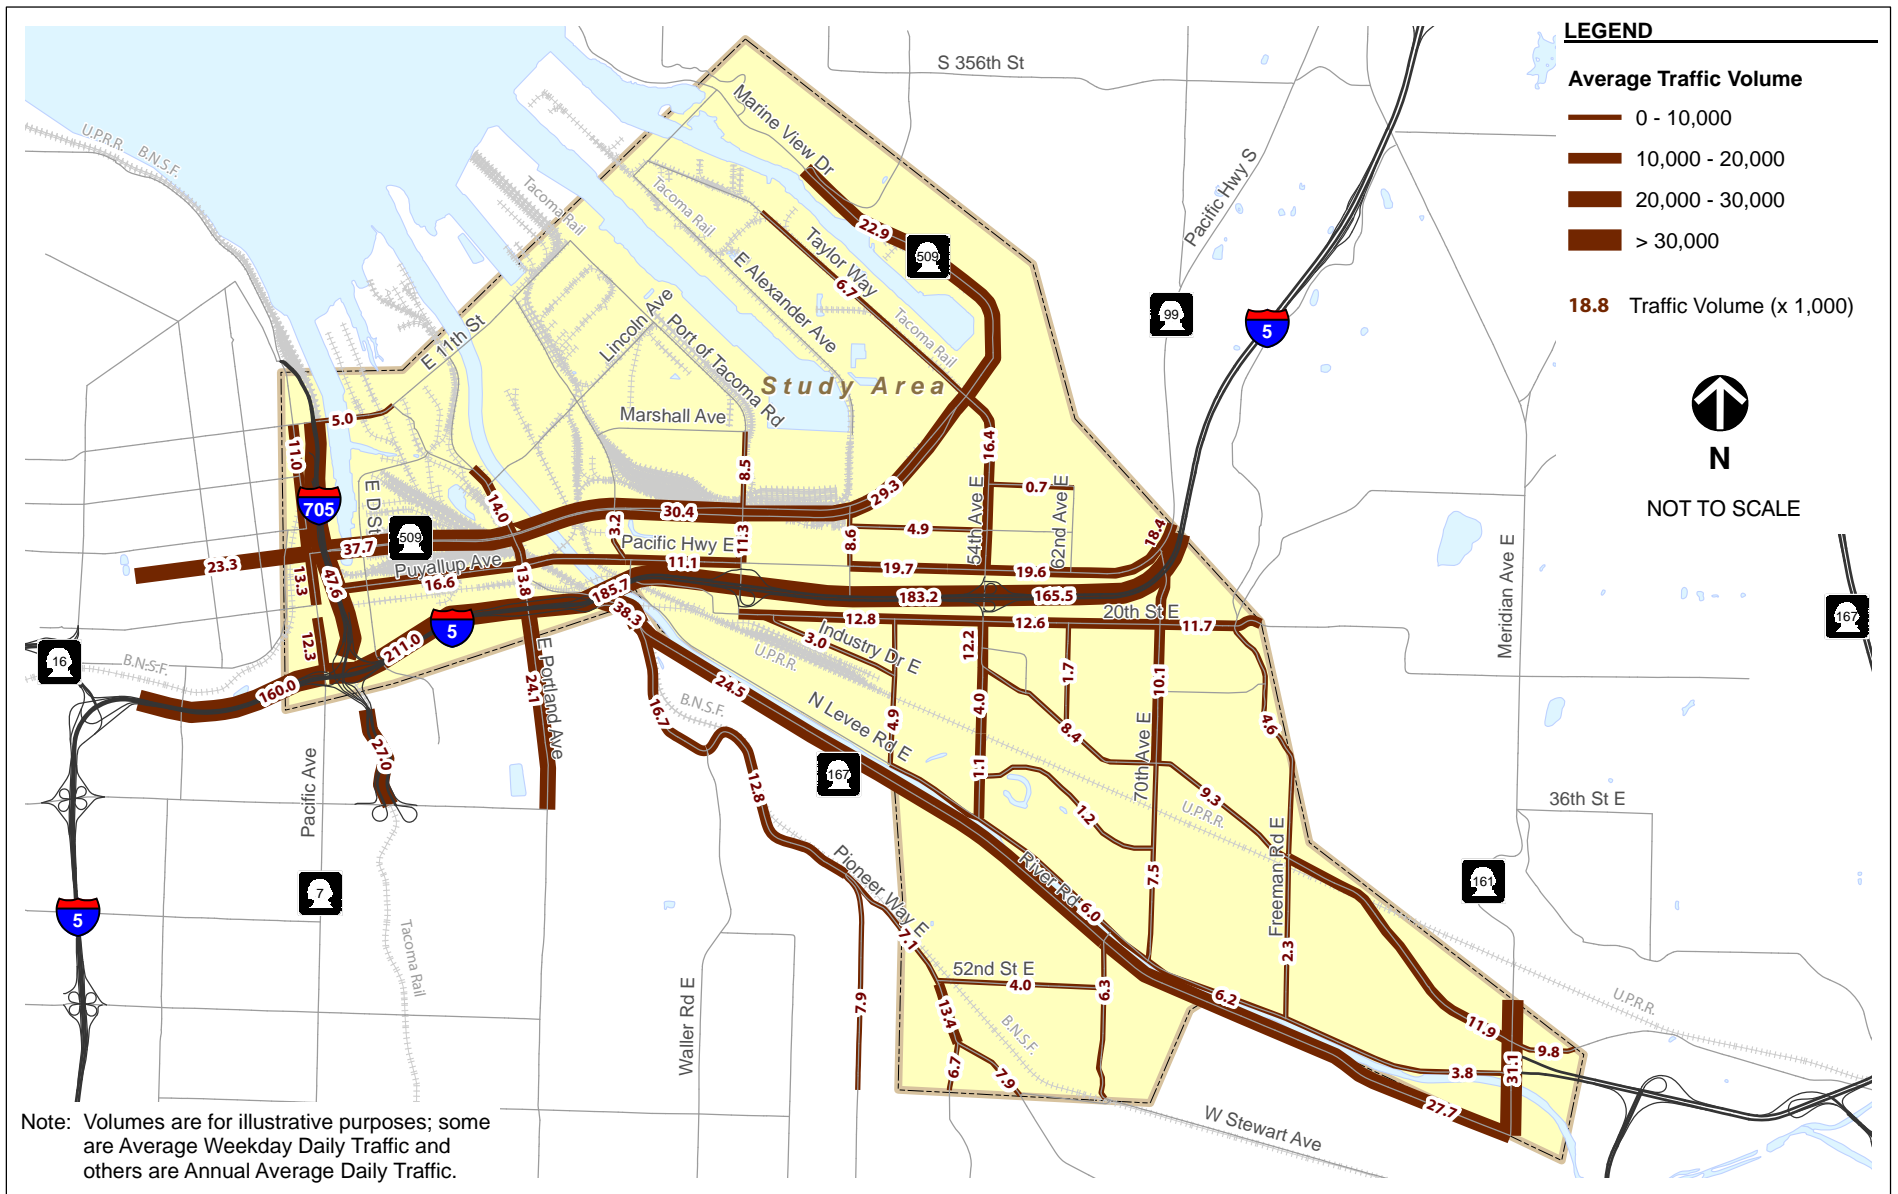 LEGEND
Average Traffic Volume
0 - 10,000
10,000 - 20,000
20,000 - 30,000
> 30,000
18.8 Traffic Volume (x 1,000)
N
NOT TO SCALE
S 356th St
Marine View Dr
U.P.R.R.
B.N.S.F.
Tacoma Rail
Tacoma Rail
Pacific Hwy S
22.9
509
Taylor Way
6.7
E Alexander Ave
Tacoma Rail
99
5
Lincoln Ave
Port of Tacoma Rd
E 11th St
Study Area
Marshall Ave
5.0
11.0
16.4
8.5
705
E D St
14.0
29.3
0.7
54th Ave E
62nd Ave E
30.4
3.2
4.9
8.6
11.3
18.4
509
37.7
23.3
Pacific Hwy E
Puyallup Ave
11.1
19.7
19.6
13.3
47.6
16.6
13.8
185.7
183.2
165.5
20th St E
38.3
12.8
12.6
11.7
Meridian Ave E
167
5
12.3
211.0
Industry Dr E
3.0
12.2
16
B.N.S.F.
E Portland Ave
U.P.R.R.
1.7
10.1
160.0
24.1
24.5
B.N.S.F.
16.7
N Levee Rd E
4.9
4.0
8.4
4.6
70th Ave E
27.0
Pacific Ave
167
12.8
1.1
1.2
9.3
U.P.R.R.
36th St E
7
Pioneer Way E
River Rd
6.0
7.5
Freeman Rd E
161
5
Tacoma Rail
7.1
52nd St E
4.0
6.3
2.3
6.2
Waller Rd E
7.9
13.4
B.N.S.F.
U.P.R.R.
11.9
9.8
31.1
6.7
7.9
3.8
27.7
W Stewart Ave
Note: Volumes are for illustrative purposes; some
are Average Weekday Daily Traffic and
others are Annual Average Daily Traffic.